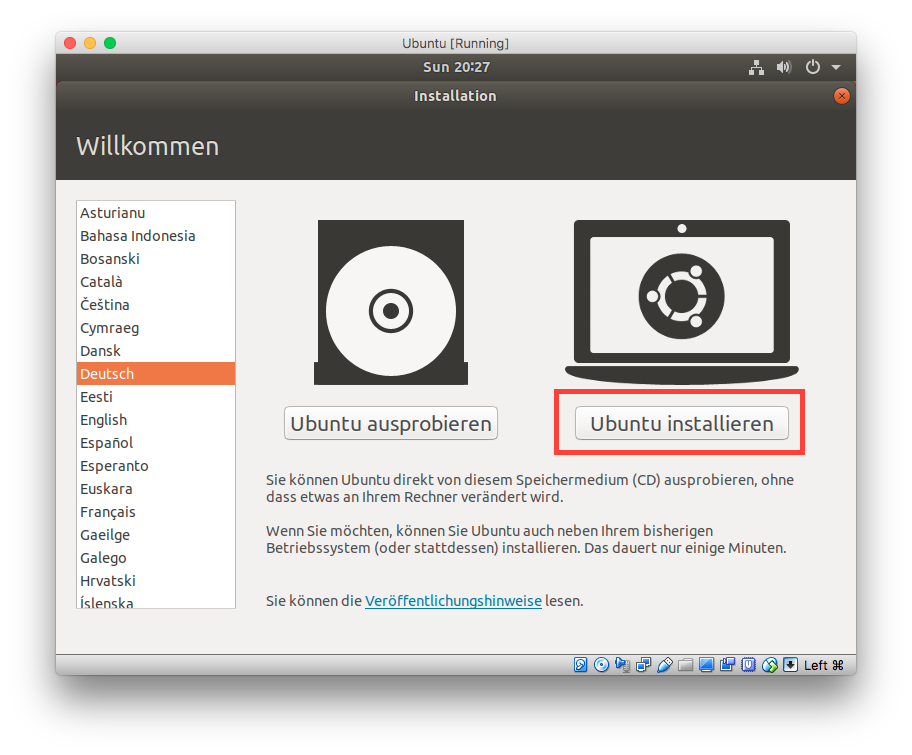 Ubuntu [Running]
Sun 20:27
Installation
Willkommen
Asturianu
Bahasa Indonesia
Bosanski
Català
Čeština
Cymraeg
Dansk
Deutsch
Eesti
English
Español
Esperanto
Euskara
Français
Gaeilge
Galego
Hrvatski
Íslenska
Ubuntu ausprobieren
Ubuntu installieren
Sie können Ubuntu direkt von diesem Speichermedium (CD) ausprobieren, ohne
dass etwas an Ihrem Rechner verändert wird.
Wenn Sie möchten, können Sie Ubuntu auch neben Ihrem bisherigen
Betriebssystem (oder stattdessen) installieren. Das dauert nur einige Minuten.
Sie können die Veröffentlichungshinweise lesen.
Left ⌘